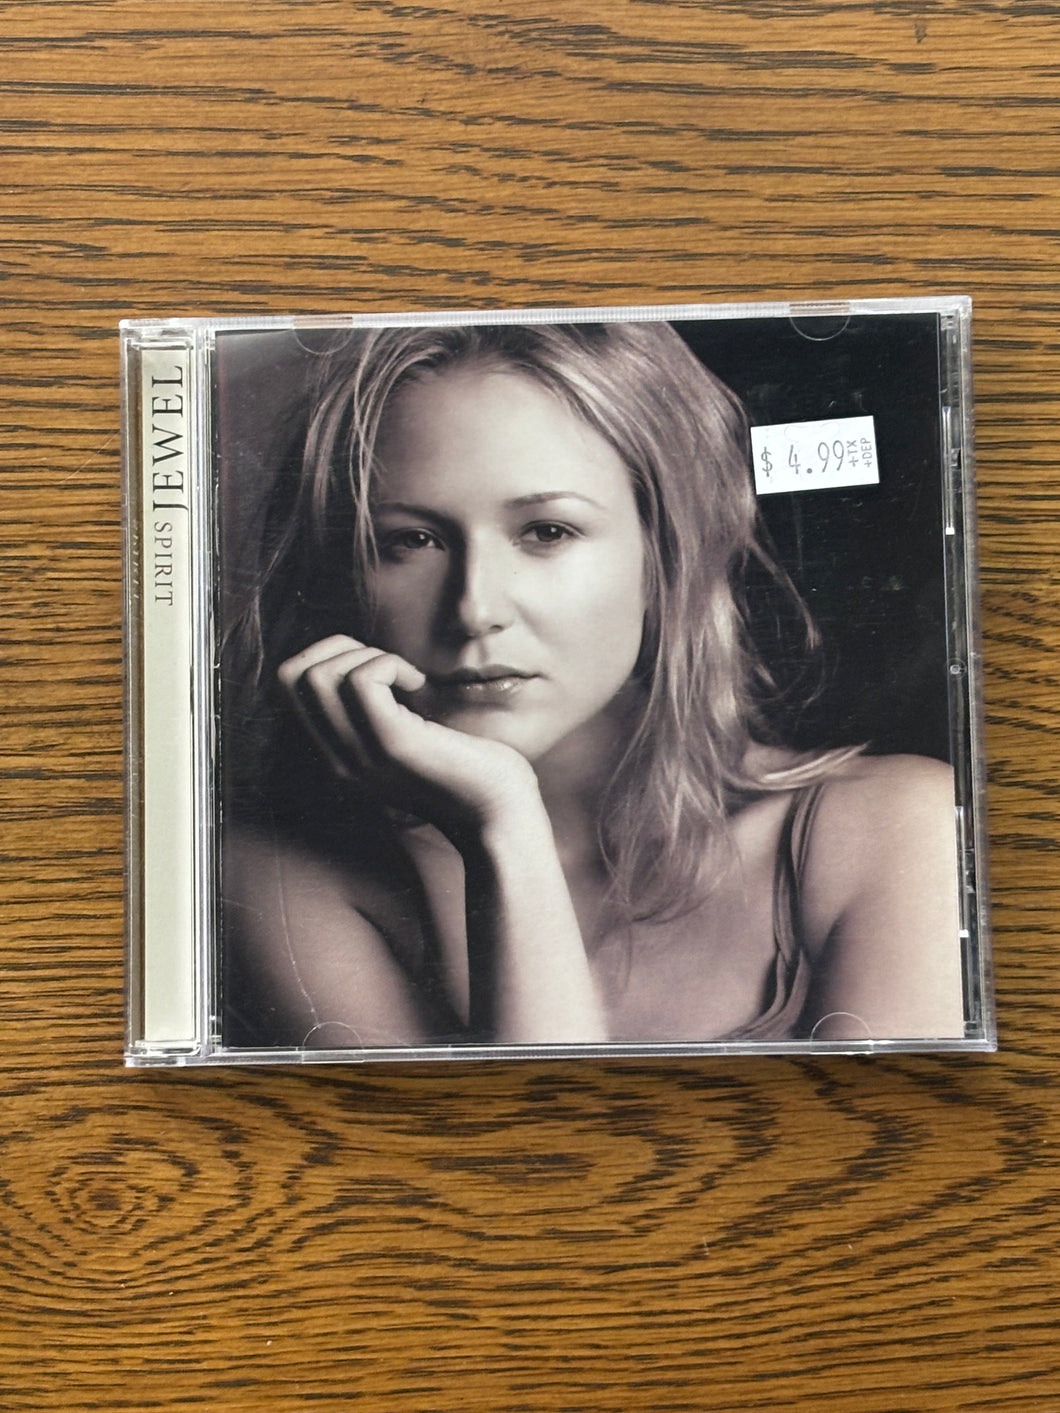 JEWEL
SPIRIT
$ 4.99
+TX
+DEP